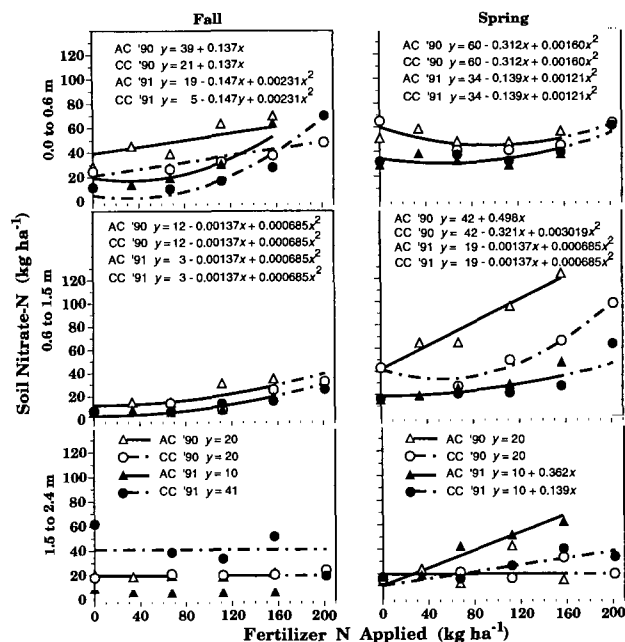 Fall
Spring
0.0 to 0.6 m
120
100
80
60
40
20
0
AC '90 y = 39 + 0.137x
CC '90 y = 21 + 0.137x
AC '91 y = 19 - 0.147x + 0.00231x²
CC '91 y = 5 - 0.147y + 0.00231x²
AC '90 y = 60 - 0.312x + 0.00160x²
CC '90 y = 60 - 0.312x + 0.00160x²
AC '91 y = 34 - 0.139x + 0.00121x²
CC '91 y = 34 - 0.139x + 0.00121x²
Soil Nitrate-N (kg ha⁻¹)
0.6 to 1.5 m
120
100
80
60
40
20
0
AC '90 y = 12 - 0.00137x + 0.000685x²
CC '90 y = 12 - 0.00137x + 0.000685x²
AC '91 y = 3 - 0.00137x + 0.000685x²
CC '91 y = 3 - 0.00137x + 0.000685x²
AC '90 y = 42 + 0.498x
CC '90 y = 42 - 0.321x + 0.003019x²
AC '91 y = 19 - 0.00137x + 0.000685x²
CC '91 y = 19 - 0.00137x + 0.000685x²
1.5 to 2.4 m
120
100
80
60
40
20
0
AC '90 y = 20
CC '90 y = 20
AC '91 y = 10
CC '91 y = 41
AC '90 y = 20
CC '90 y = 20
AC '91 y = 10 + 0.362x
CC '91 y = 10 + 0.139x
0 40 80 120 160 200
0 40 80 120 160 200
Fertilizer N Applied (kg ha⁻¹)